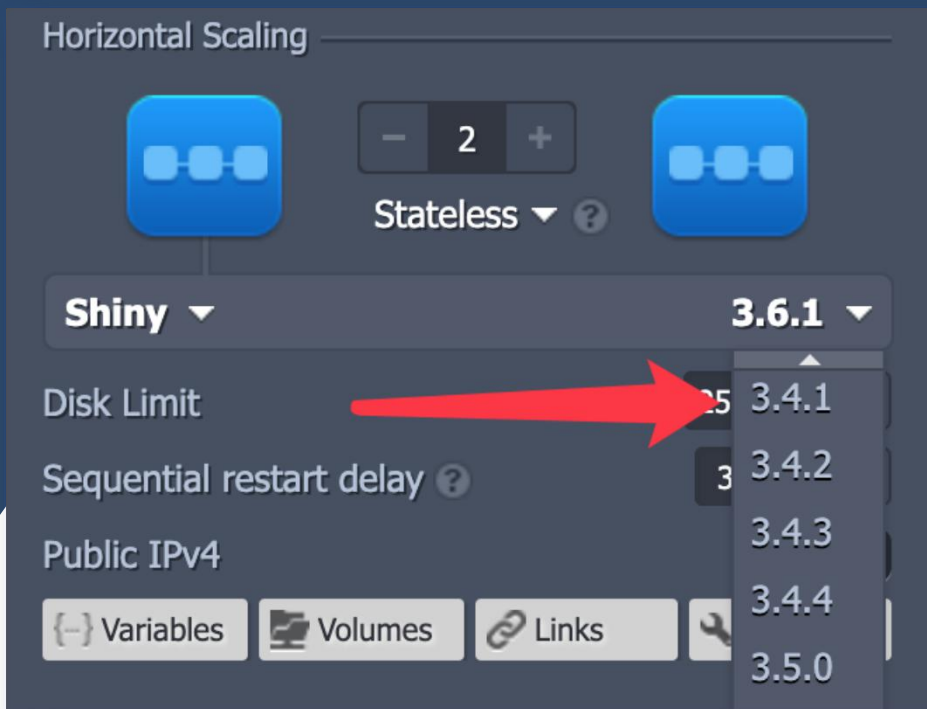 Horizontal Scaling
− 2 +
Stateless ?
Shiny 3.6.1
Disk Limit 3.4.1
3.4.2
Sequential restart delay ? 3
3.4.3
Public IPv4
3.4.4
{--} Variables Volumes Links
3.5.0